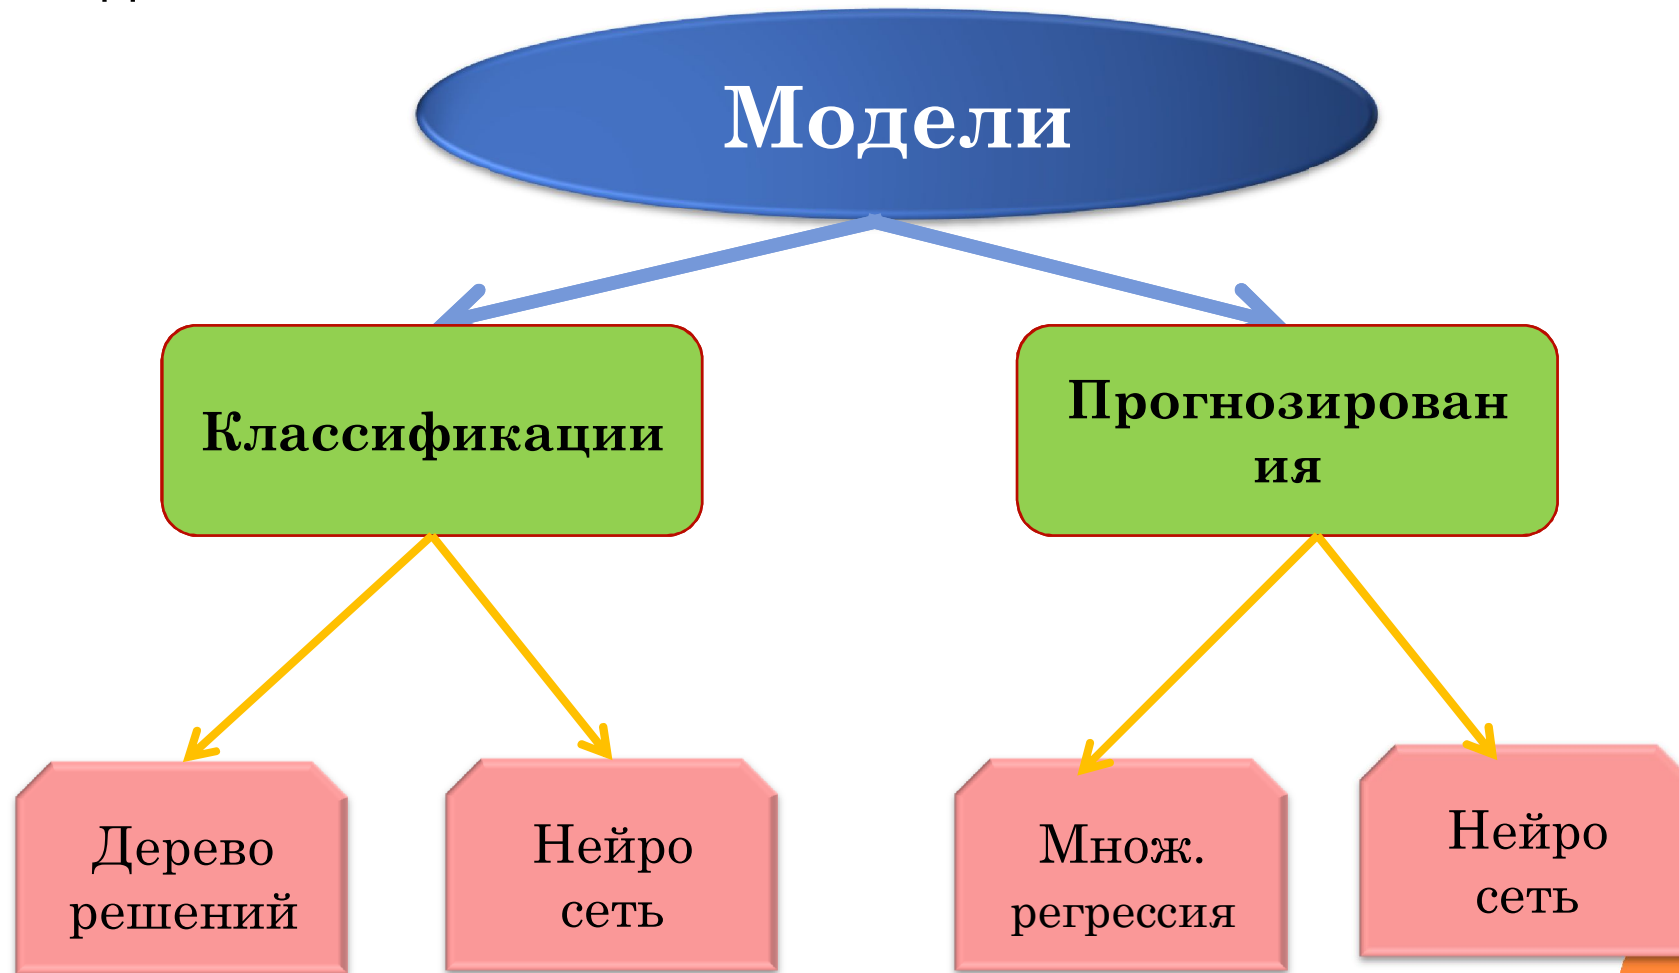 Модели
Классификации
Прогнозирован
ия
Дерево
решений
Нейро
сеть
Множ.
регрессия
Нейро
сеть